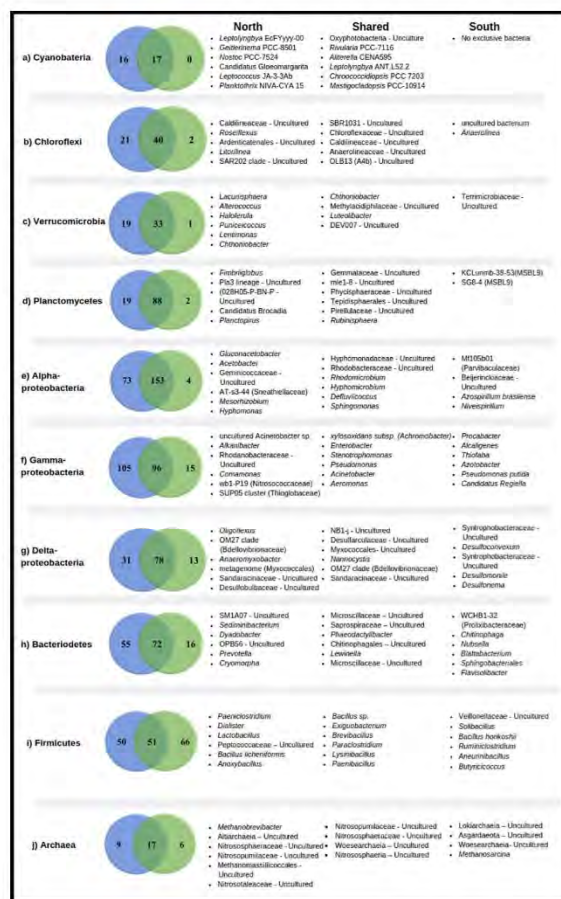 North Shared South
a) Cyanobateria
16 17 0
• Leptolyngbya EcFYyyy-00
• Geitlerinema PCC-8501
• Nostoc PCC-7524
• Candidatus Gloeomargarita
• Leptococcus JA-3-3Ab
• Planktothrix NIVA-CYA 15
• Oxyphotobacteria - Uncuture
• Rivularia PCC-7116
• Aliterella CENA595
• Leptolyngbya ANT.L52.2
• Chroococcidiopsis PCC 7203
• Mastigocladopsis PCC-10914
• No exclusive bacteria
b) Chloroflexi
21 40 2
• Caldilineaceae - Uncultured
• Roseiflexus
• Ardenticatenales - Uncultured
• Litorilinea
• SAR202 clade - Uncultured
• SBR1031 - Uncultured
• Chloroflexaceae - Uncultured
• Caldilineaceae - Uncultured
• Anaerolineaceae - Uncultured
• OLB13 (A4b) - Uncultured
• uncultured bacterium
• Anaerolinea
c) Verrucomicrobia
19 33 1
• Lacunisphaera
• Alterococcus
• Haloferula
• Puniceicoccus
• Lentimonas
• Chthoniobacter
• Chthoniobacter
• Methylacidiphilaceae - Uncultured
• Luteolibacter
• DEV007 - Uncultured
• Terrimicrobiaceae -
Uncultured
d) Planctomycetes
19 88 2
• Fimbriiglobus
• Pla3 lineage - Uncultured
• (028H05-P-BN-P -
Uncultured
• Candidatus Brocadia
• Planctopirus
• Gemmataceae - Uncultured
• mle1-8 - Uncultured
• Phycisphaeraceae - Uncultured
• Tepidisphaerales - Uncultured
• Pirellulaceae - Uncultured
• Rubinisphaera
• KCLunmb-38-53(MSBL9)
• SG8-4 (MSBL9)
e) Alpha-
proteobacteria
73 153 4
• Gluconacetobacter
• Acetobacter
• Geminicoccaceae -
Uncultured
• AT-s3-44 (Sneathiellaceae)
• Mesorhizobium
• Hyphomonas
• Hyphomonadaceae - Uncultured
• Rhodobacteraceae - Uncultured
• Rhodomicrobium
• Hyphomicrobium
• Defluviicoccus
• Sphingomonas
• Mf105b01
(Parvibaculaceae)
• Beijerinckiaceae -
Uncultured
• Azospirillum brasilense
• Niveispirillum
f) Gamma-
proteobacteria
105 96 15
• uncultured Acinetobacter sp.
• Alkanibacter
• Rhodanobacteraceae -
Uncultured
• Comamonas
• wb1-P19 (Nitrosococcaceae)
• SUP05 cluster (Thioglobaceae)
• xylosoxidans subsp. (Achromobacter)
• Enterobacter
• Stenotrophomonas
• Pseudomonas
• Acinetobacter
• Aeromonas
• Procabacter
• Alcaligenes
• Thiofaba
• Azotobacter
• Pseudomonas putida
• Candidatus Regiella
g) Delta-
proteobacteria
31 78 13
• Oligoflexus
• OM27 clade
(Bdellovibrionaceae)
• Anaeromyxobacter
• metagenome (Myxococcales)
• Sandaracinaceae - Uncultured
• Desulfobulbaceae - Uncultured
• NB1-j - Uncultured
• Desulfarculaceae - Uncultured
• Myxococcales- Uncultured
• Nannocystis
• OM27 clade (Bdellovibrionaceae)
• Sandaracinaceae - Uncultured
• Syntrophobacteraceae -
Uncultured
• Desulfoconvexum
• Syntrophobacteraceae -
Uncultured
• Desulfomonile
• Desulfonema
h) Bacteriodetes
55 72 16
• SM1A07 - Uncultured
• Sediminibacterium
• Dyadobacter
• OPB56 - Uncultured
• Prevotella
• Cryomorpha
• Microscillaceae – Uncultured
• Saprospiraceae – Uncultured
• Phaeodactylibacter
• Chitinophagales – Uncultured
• Lewinella
• Microscillaceae - Uncultured
• WCHB1-32
(Prolixibacteraceae)
• Chitinophaga
• Nubsella
• Blattabacterium
• Sphingobacteriales
• Flavisolibacter
i) Firmicutes
50 51 66
• Paeniclostridium
• Dialister
• Lactobacillus
• Peptococcaceae – Uncultured
• Bacillus licheniformis
• Anoxybacillus
• Bacillus sp.
• Exiguobacterium
• Brevibacillus
• Paraclostridium
• Lysinibacillus
• Paenibacillus
• Veillonellaceae - Uncultured
• Solibacillus
• Bacillus horikoshii
• Ruminiclostridium
• Aneurinibacillus
• Butyricicoccus
j) Archaea
9 17 6
• Methanobrevibacter
• Altiarchaeia – Uncultured
• Nitrososphaeraceae - Uncultured
• Nitrosopumilaceae - Uncultured
• Methanomassiliicoccales -
Uncultured
• Nitrosotaleaceae - Uncultured
• Nitrosopumilaceae - Uncultured
• Nitrososphaeraceae - Uncultured
• Woesearchaeia – Uncultured
• Nitrososphaeria – Uncultured
• Lokiarchaeia – Uncultured
• Asgardaeota – Uncultured
• Woesearchaeia- Uncultured
• Methanosarcina